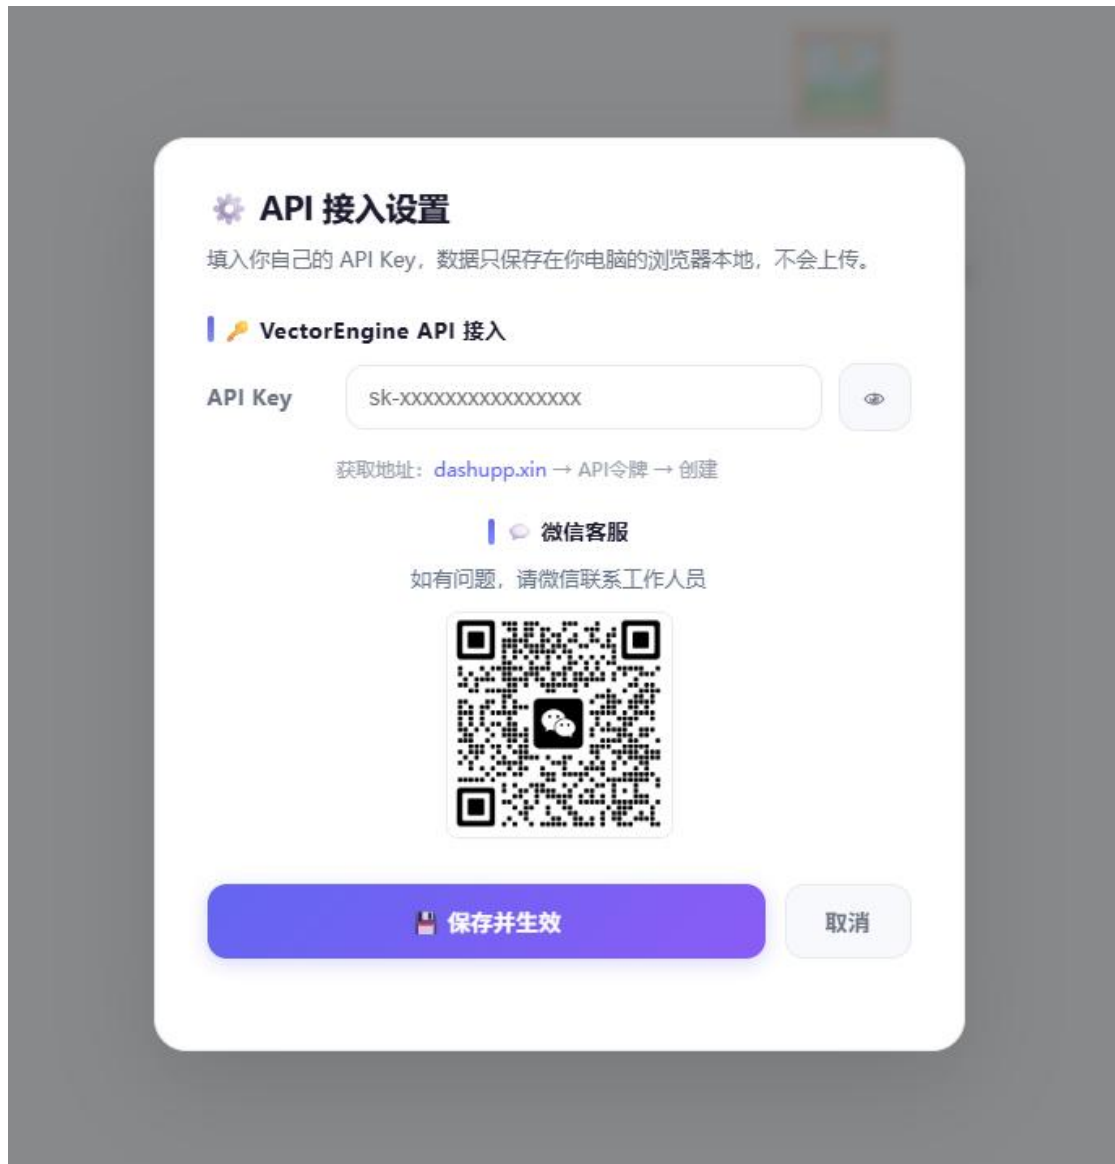 API 接入设置
填入你自己的 API Key，数据只保存在你电脑的浏览器本地，不会上传。
VectorEngine API 接入
API Key
sk-xxxxxxxxxxxxxxxx
获取地址：dashupp.xin → API令牌 → 创建
微信客服
如有问题，请微信联系工作人员
保存并生效
取消